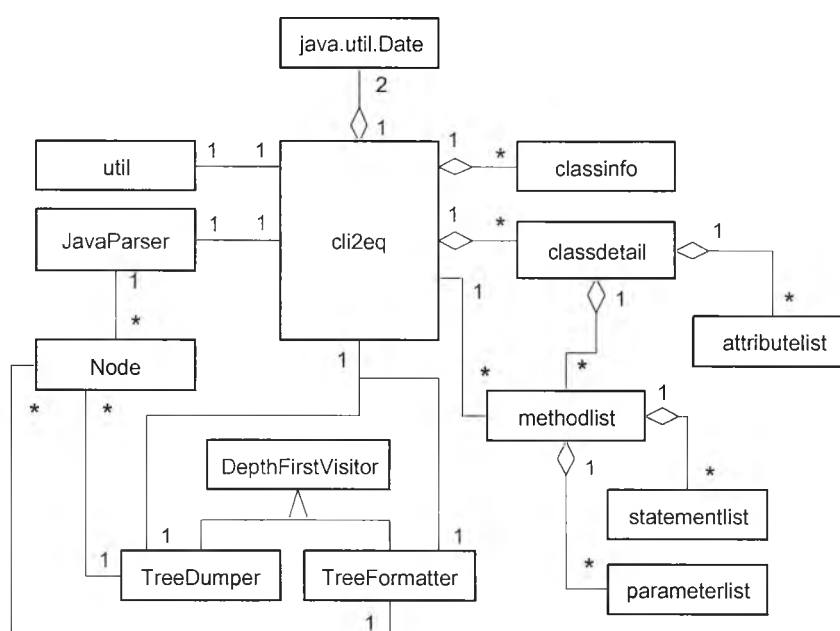 java.util.Date
2
1
1
*
util
1
1
classinfo
JavaParser
1
1
cli2eq
1
*
classdetail
1
1
1
*
1
*
attributelist
Node
*
*
1
*
*
methodlist
1
DepthFirstVisitor
1
*
statementlist
1
1
1
TreeDumper
TreeFormatter
*
parameterlist
1